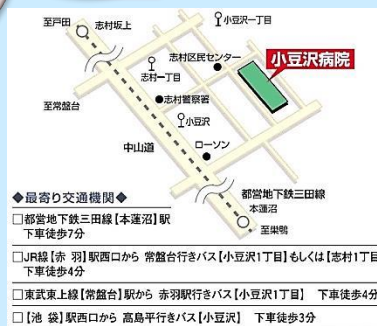 至戸田
志村坂上
小豆沢一丁目
志村区民センター
小豆沢病院
志村一丁目
至常盤台
志村警察署
小豆沢
中山道
ローソン
◆最寄り交通機関◆
都営地下鉄三田線
本蓮沼
至巣鴨
□都営地下鉄三田線【本蓮沼】駅
下車徒歩7分
□JR線【赤 羽】駅西口から 常盤台行きバス【小豆沢1丁目】もしくは【志村1丁目
下車徒歩4分
□東武東上線【常盤台】駅から 赤羽駅行きバス【小豆沢1丁目】 下車徒歩4分
□【池 袋】駅西口から 高島平行きバス【小豆沢】 下車徒歩3分